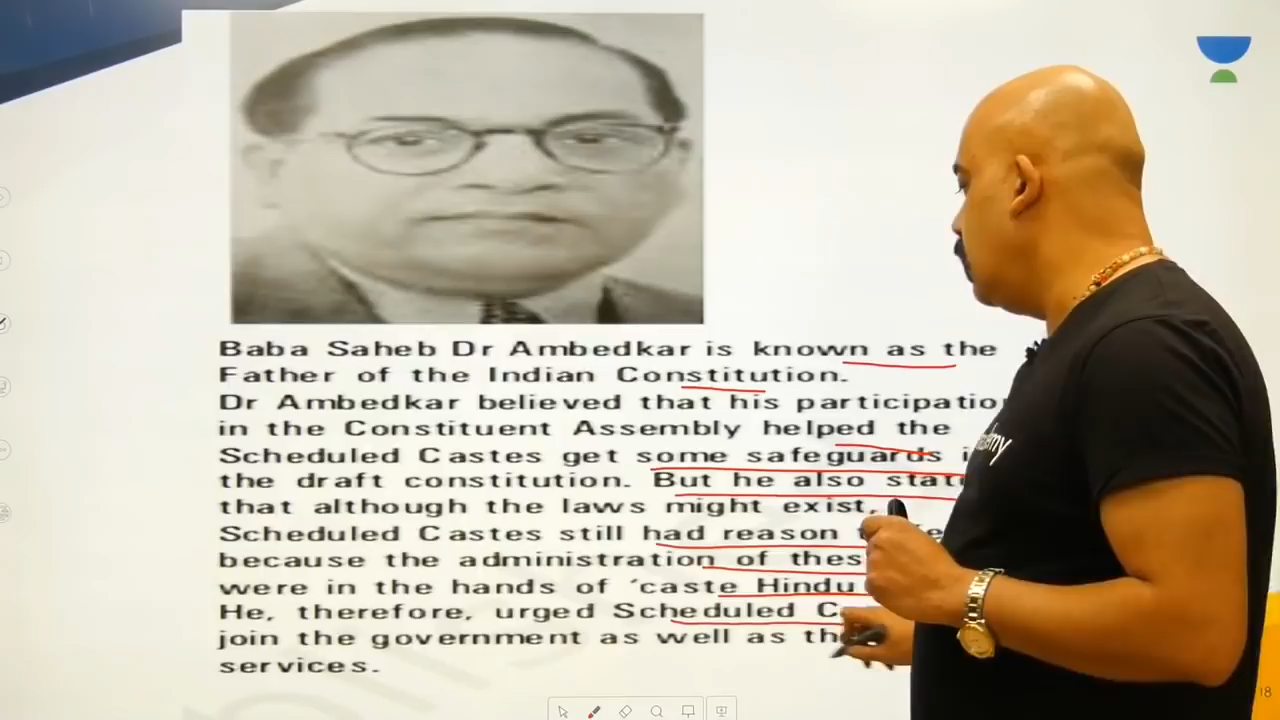 Baba Saheb Dr Ambedkar is known as the
Father of the Indian Constitution.
Dr Ambedkar believed that his
in the Constituent Assembly helped the
Scheduled Castes get some safeguards
the draft constitution. But he also
that although the laws might exist,
Scheduled Castes still had reason
because the administration of
were in the hands of 'caste Hindu
He, therefore, urged Scheduled
join the government as well as
services.
18